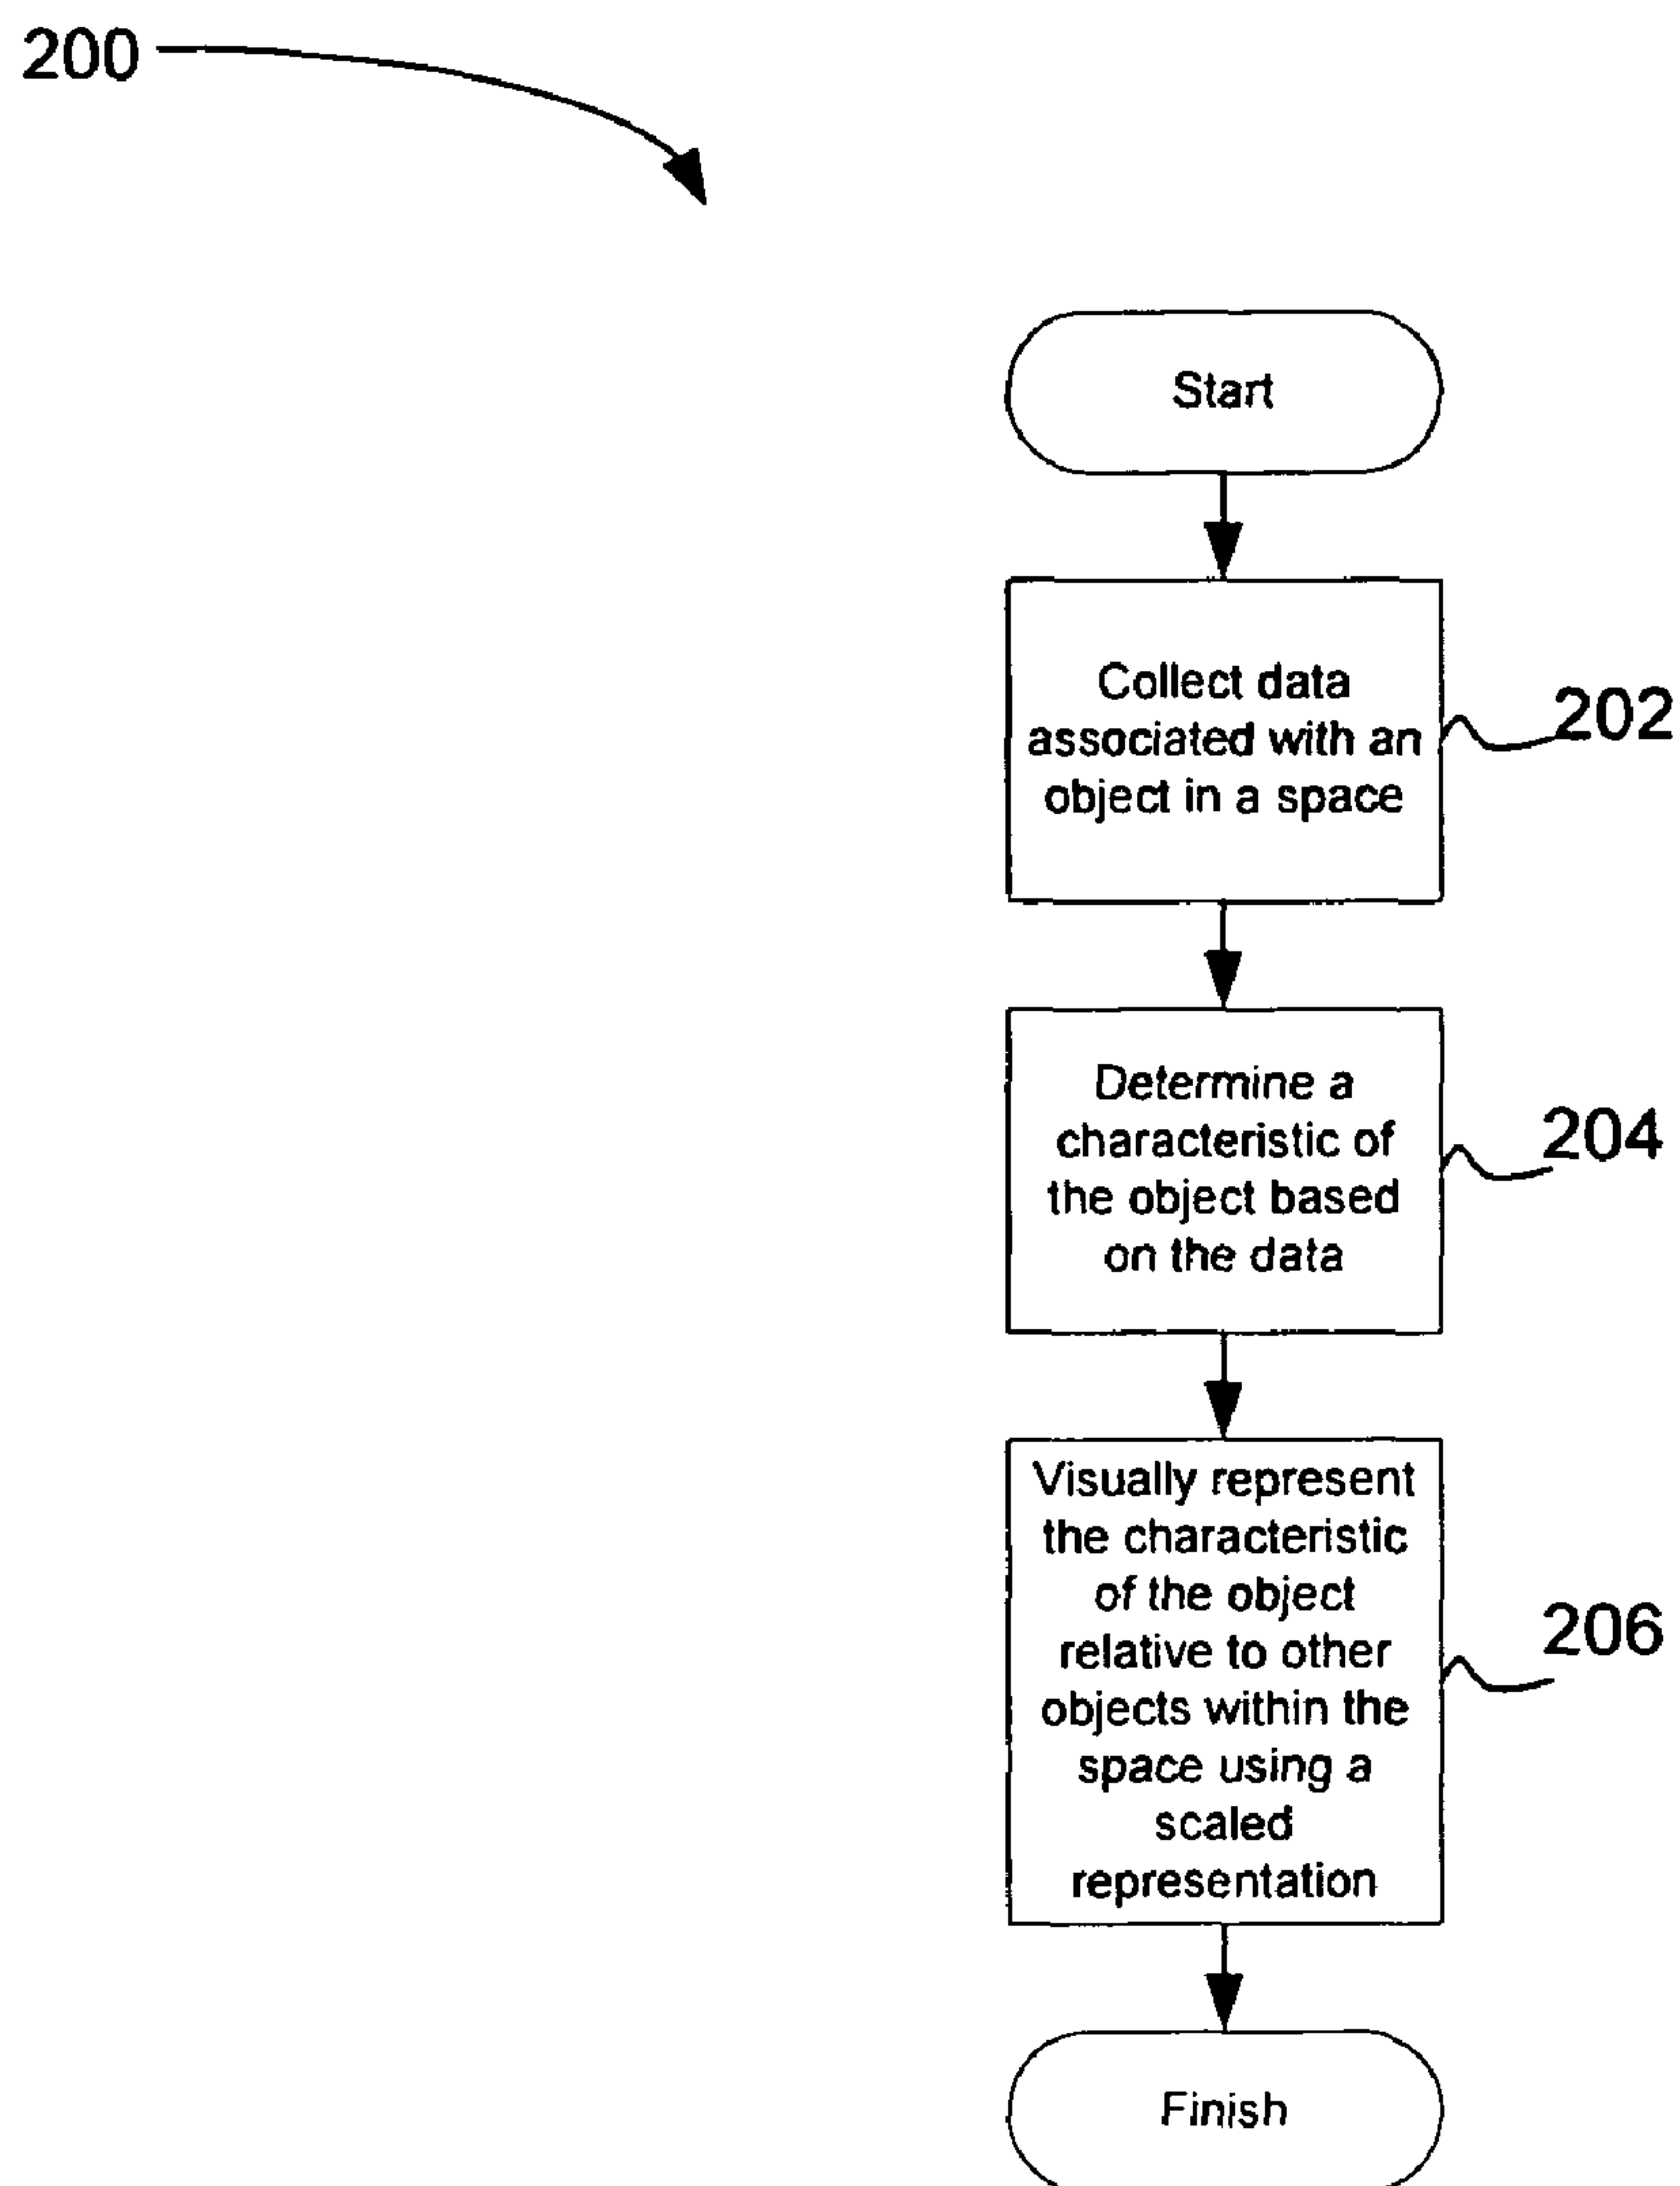 200
Start
Collect data
associated with an
object in a space
202
Determine a
characteristic of
the object based
on the data
204
Visually represent
the characteristic
of the object
relative to other
objects within the
space using a
scaled
representation
206
Finish